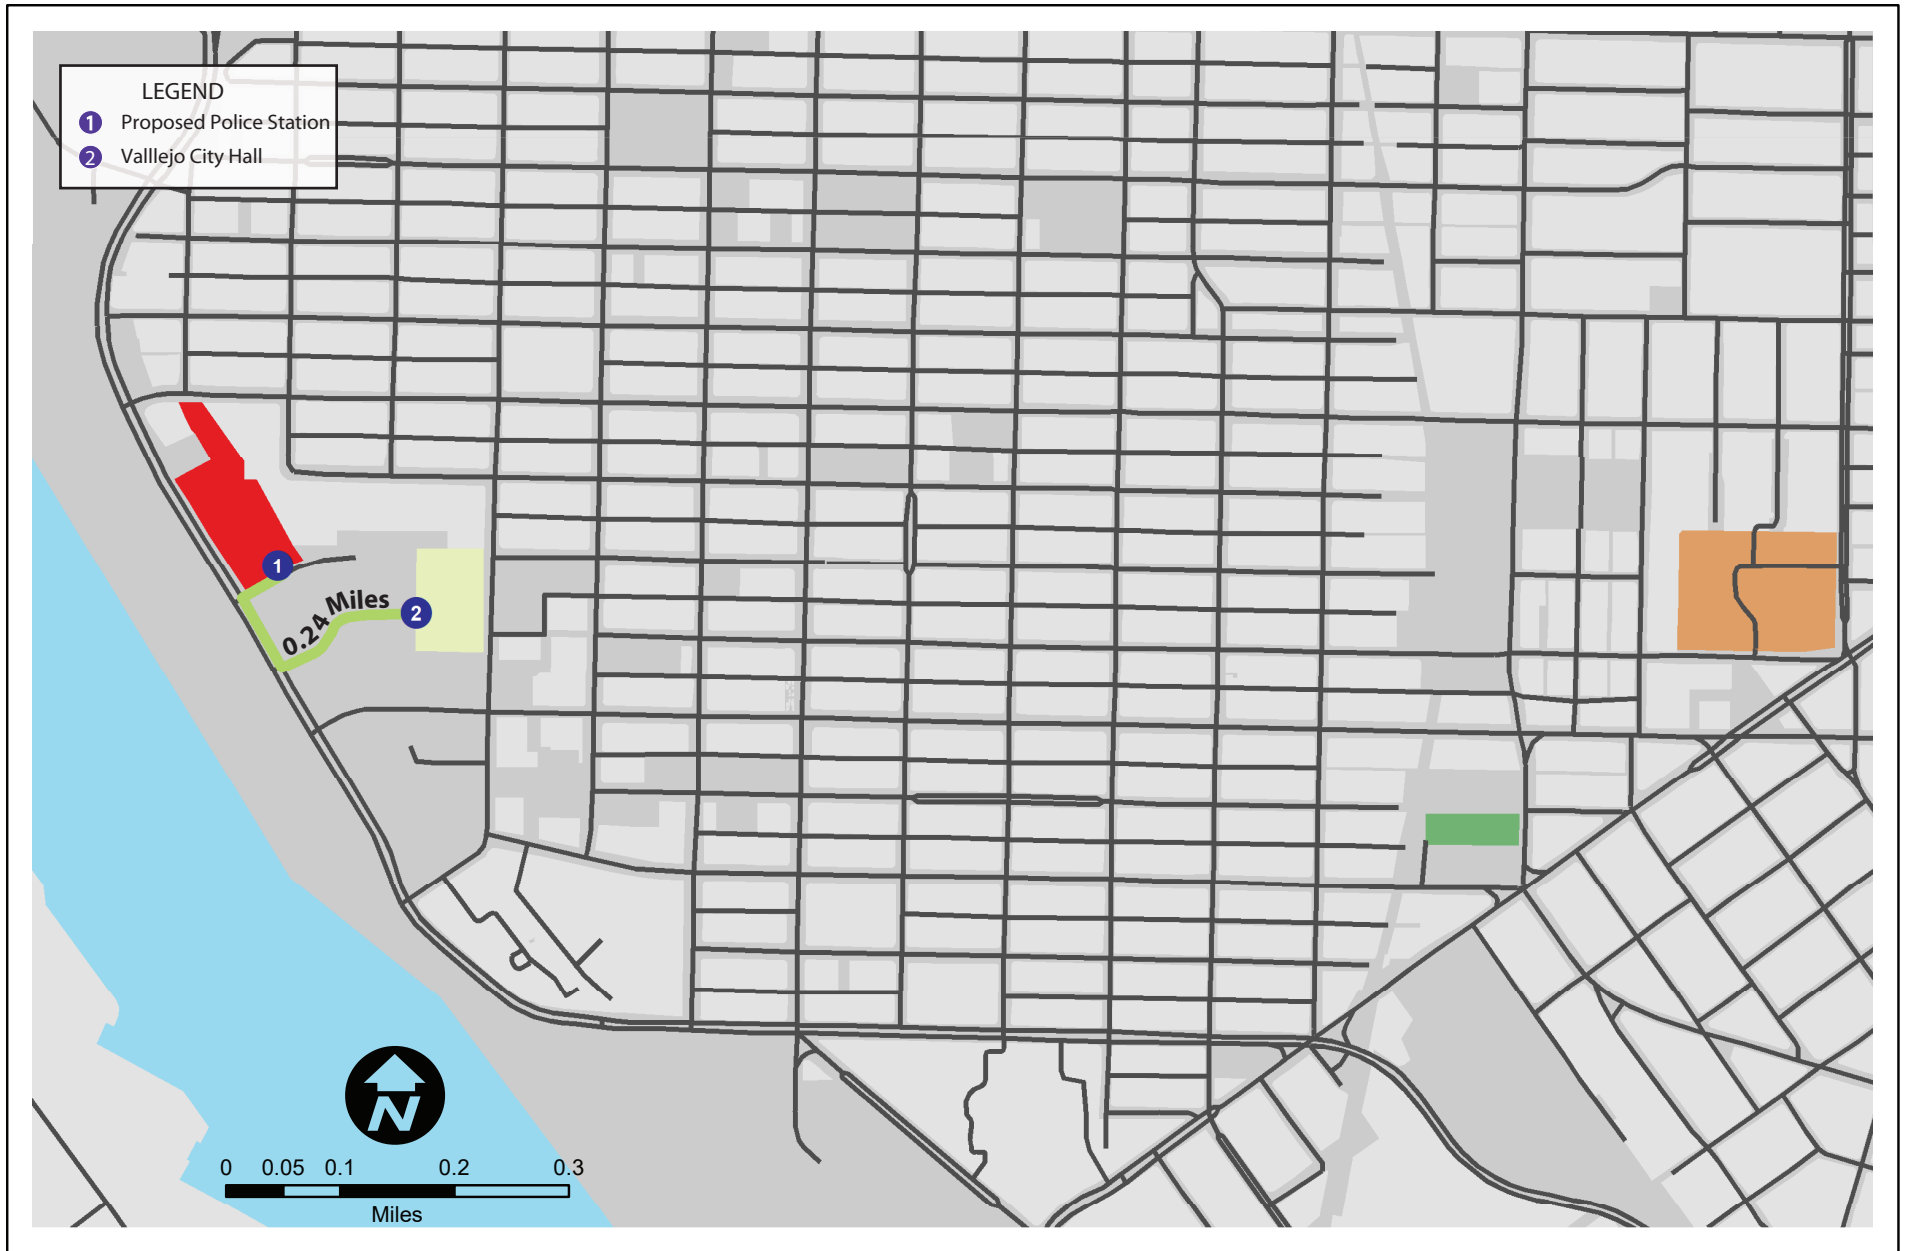 LEGEND
1 Proposed Police Station
2 Valllejo City Hall
1
0.24 Miles
2
N
0 0.05 0.1 0.2 0.3
Miles